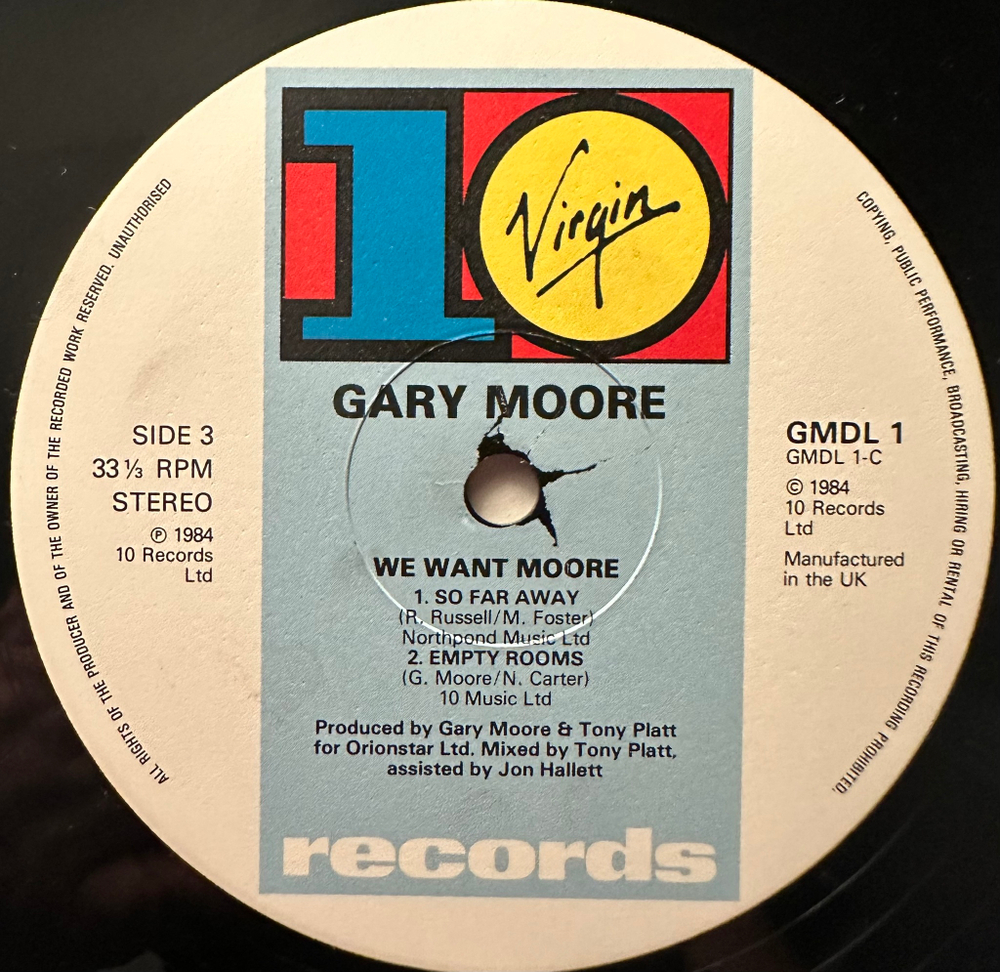 10
Virgin
GARY MOORE
SIDE 3
33⅓ RPM
STEREO
℗ 1984
10 Records
Ltd
GMDL 1
GMDL 1-C
© 1984
10 Records
Ltd
Manufactured
in the UK
WE WANT MOORE
1. SO FAR AWAY
(R. Russell/M. Foster)
Northpond Music Ltd
2. EMPTY ROOMS
(G. Moore/N. Carter)
10 Music Ltd
Produced by Gary Moore & Tony Platt
for Orionstar Ltd. Mixed by Tony Platt,
assisted by Jon Hallett
records
ALL RIGHTS OF THE PRODUCER AND OF THE OWNER OF THE RECORDED WORK RESERVED. UNAUTHORISED
COPYING, PUBLIC PERFORMANCE, BROADCASTING, HIRING OR RENTAL OF THIS RECORDING PROHIBITED.